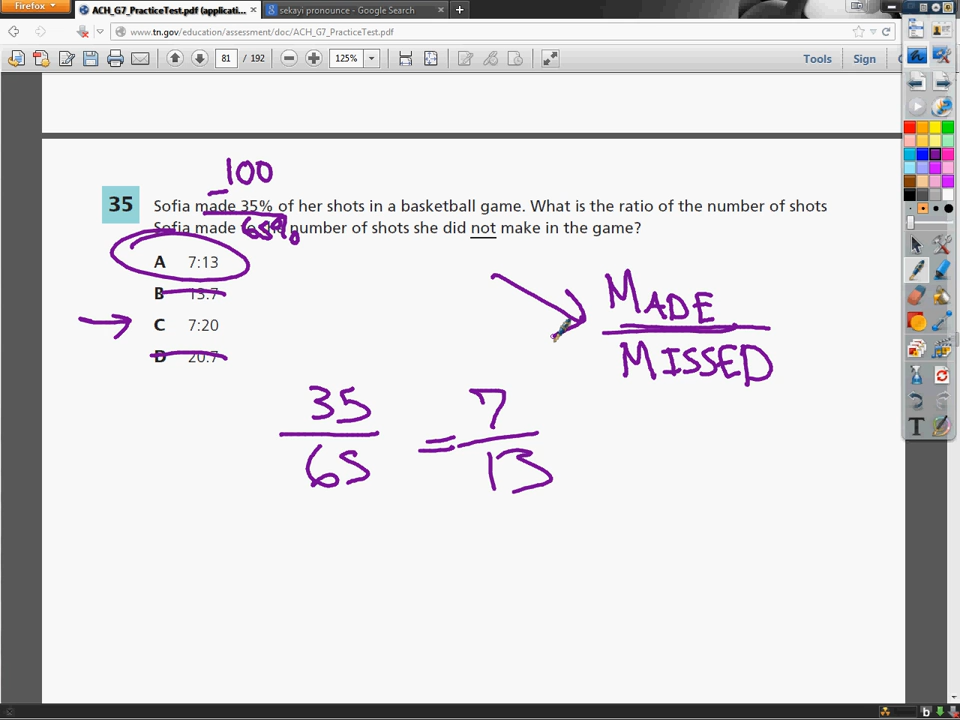 Firefox
ACH_G7_PracticeTest.pdf (applicati...
sekayi pronounce - Google Search
www.tn.gov/education/assessment/doc/ACH_G7_PracticeTest.pdf
81 / 192 125% Tools Sign
100
35 Sofia made 35% of her shots in a basketball game. What is the ratio of the number of shots
65%
Sofia made to the number of shots she did not make in the game?
A 7:13
B 13:7
C 7:20
D 20:7
MADE
MISSED
35
65
=
7
13
T
b